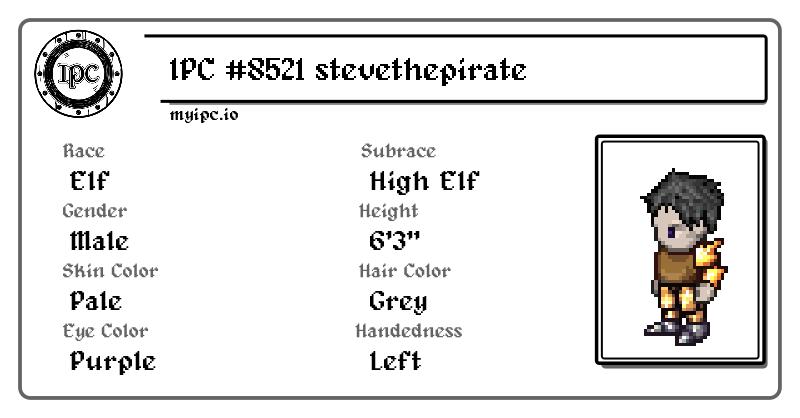 IPC
IPC #8521 stevethepirate
myipc.io
Race
Subrace
Elf
High Elf
Gender
Height
Male
6'3"
Skin Color
Hair Color
Pale
Grey
Eye Color
Handedness
Purple
Left